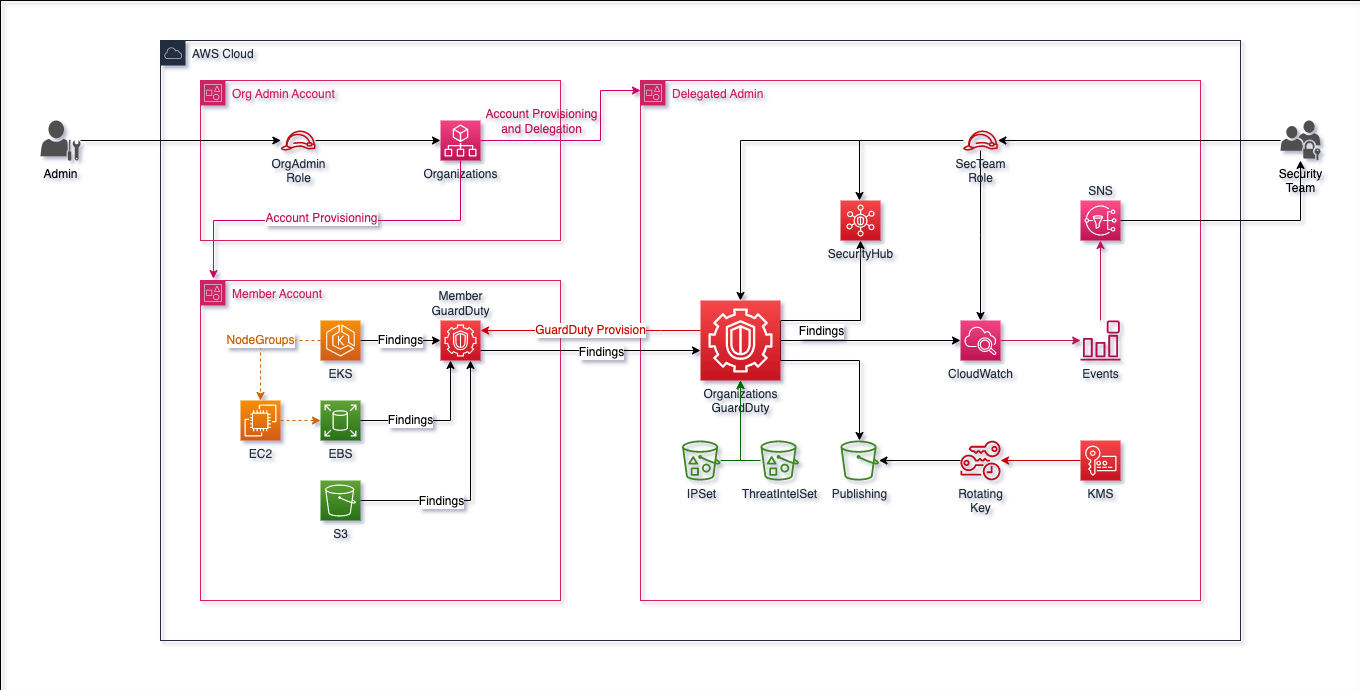 AWS Cloud
Org Admin Account
Delegated Admin
Account Provisioning
and Delegation
Admin
OrgAdmin
Role
Organizations
SecTeam
Role
Security
Team
SNS
Account Provisioning
SecurityHub
Member Account
Member
GuardDuty
NodeGroups
Findings
EKS
GuardDuty Provision
Findings
Findings
Organizations
GuardDuty
CloudWatch
Events
EC2
EBS
Findings
S3
Findings
IPSet
ThreatIntelSet
Publishing
Rotating
Key
KMS